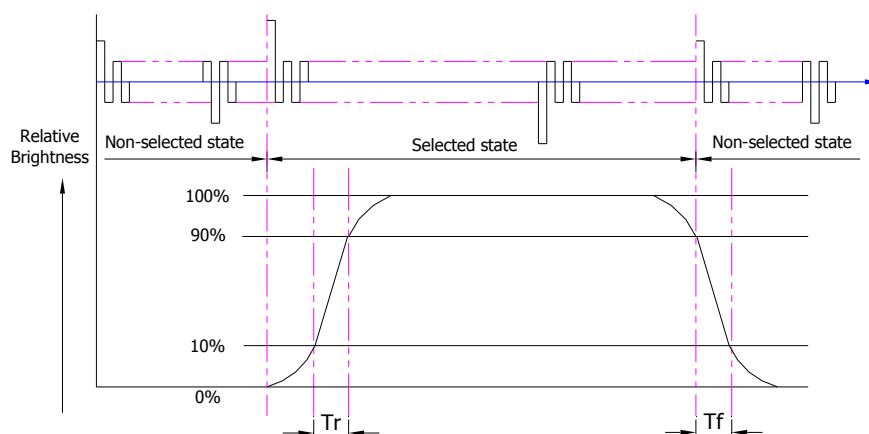 Relative
Brightness
Non-selected state
Selected state
Non-selected state
100%
90%
10%
0%
Tr
Tf